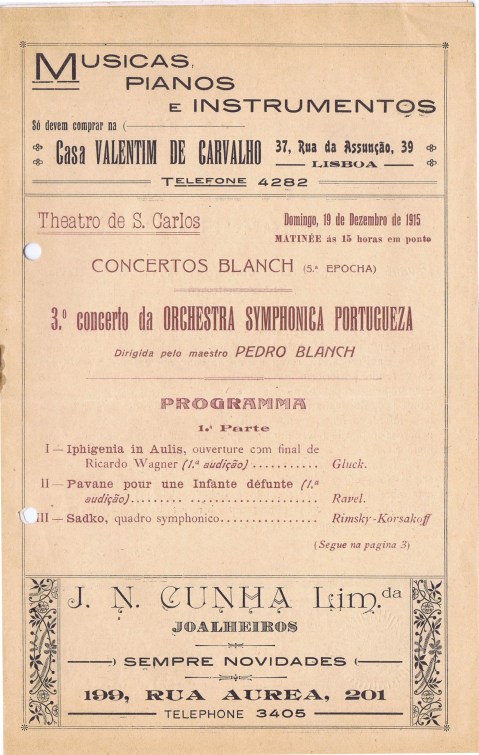 MUSICAS,
PIANOS
E INSTRUMENTOS
Só devem comprar na
Casa VALENTIM DE CARVALHO
37, Rua da Assunção, 39
LISBOA
TELEFONE 4282
Theatro de S. Carlos
Domingo, 19 de Dezembro de 1915
MATINÉE ás 15 horas em ponto
CONCERTOS BLANCH (5.ª EPOCHA)
3.º concerto da ORCHESTRA SYMPHONICA PORTUGUEZA
Dirigida pelo maestro PEDRO BLANCH
PROGRAMMA
1.ª Parte
I — Iphigenia in Aulis, ouverture com final de
Ricardo Wagner (1.ª audição) .......... Gluck.
II — Pavane pour une Infante défunte (1.ª
audição)......... .................. Ravel.
III — Sadko, quadro symphonico............... Rimsky-Korsakoff
(Segue na pagina 3)
J. N. CUNHA Lim.da
JOALHEIROS
SEMPRE NOVIDADES
199, RUA AUREA, 201
TELEPHONE 3405